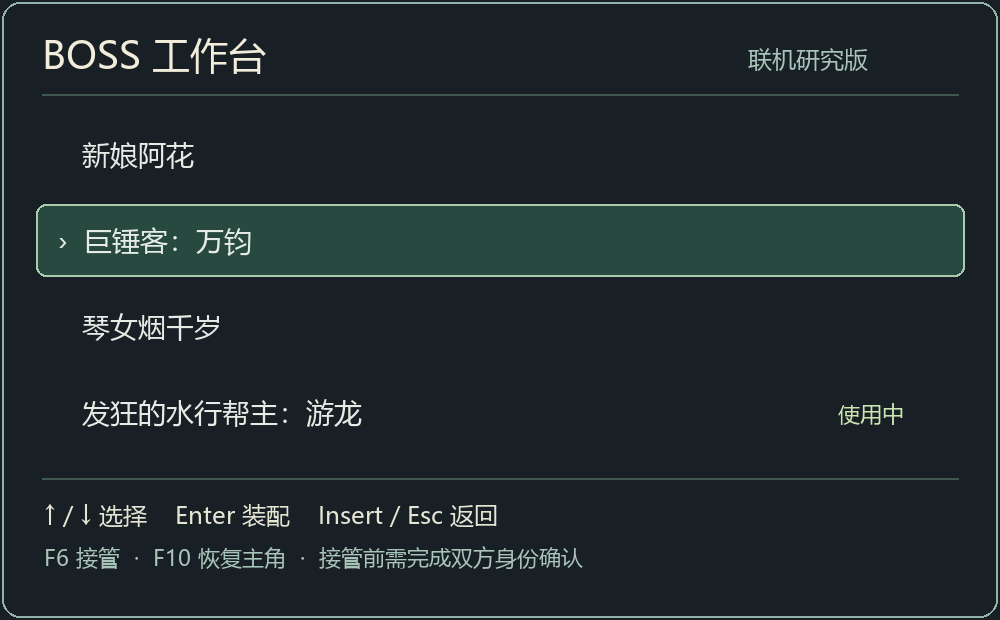 BOSS 工作台
联机研究版
新娘阿花
› 巨锤客：万钧
琴女烟千岁
发狂的水行帮主：游龙 使用中
↑/↓选择 Enter 装配 Insert / Esc 返回
F6 接管 · F10 恢复主角 · 接管前需完成双方身份确认